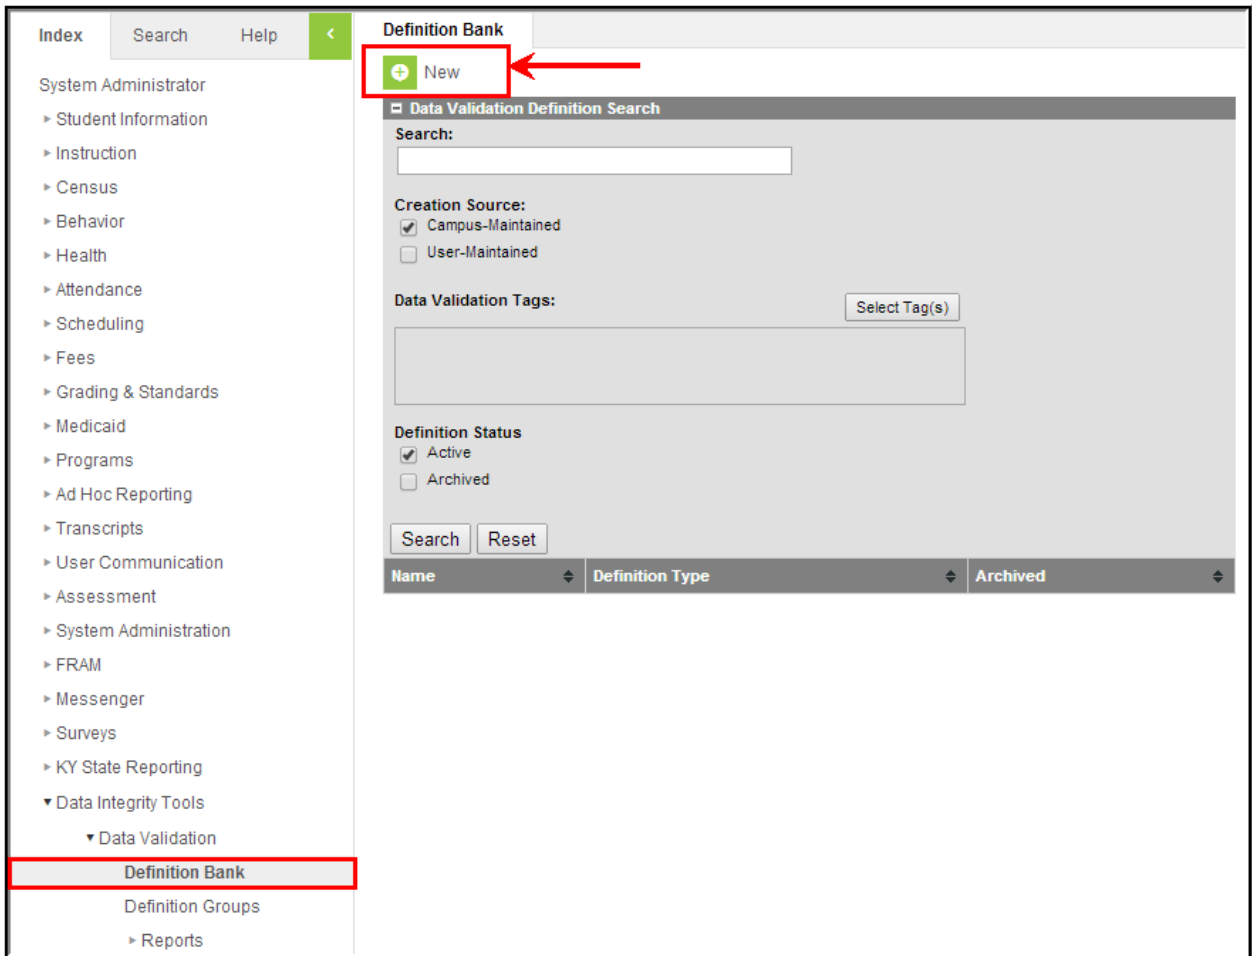 Index Search Help
System Administrator
Student Information
Instruction
Census
Behavior
Health
Attendance
Scheduling
Fees
Grading & Standards
Medicaid
Programs
Ad Hoc Reporting
Transcripts
User Communication
Assessment
System Administration
FRAM
Messenger
Surveys
KY State Reporting
Data Integrity Tools
Data Validation
Definition Bank
Definition Groups
Reports
Definition Bank
New
Data Validation Definition Search
Search:
Creation Source:
Campus-Maintained
User-Maintained
Data Validation Tags: Select Tag(s)
Definition Status
Active
Archived
Search Reset
Name Definition Type Archived